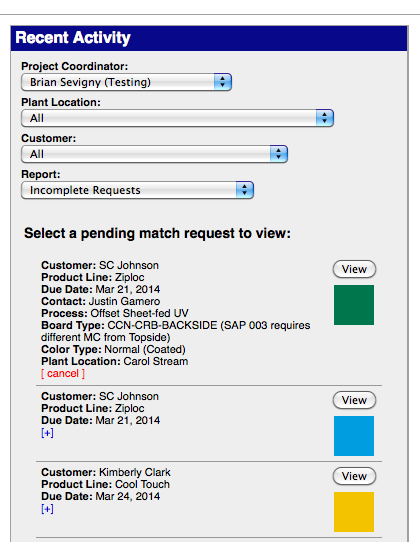 Recent Activity
Project Coordinator:
Brian Sevigny (Testing)
Plant Location:
All
Customer:
All
Report:
Incomplete Requests
Select a pending match request to view:
Customer: SC Johnson
Product Line: Ziploc
Due Date: Mar 21, 2014
Contact: Justin Gamero
Process: Offset Sheet-fed UV
Board Type: CCN-CRB-BACKSIDE (SAP 003 requires
different MC from Topside)
Color Type: Normal (Coated)
Plant Location: Carol Stream
[ cancel ]
View
Customer: SC Johnson
Product Line: Ziploc
Due Date: Mar 21, 2014
[+]
View
Customer: Kimberly Clark
Product Line: Cool Touch
Due Date: Mar 24, 2014
[+]
View